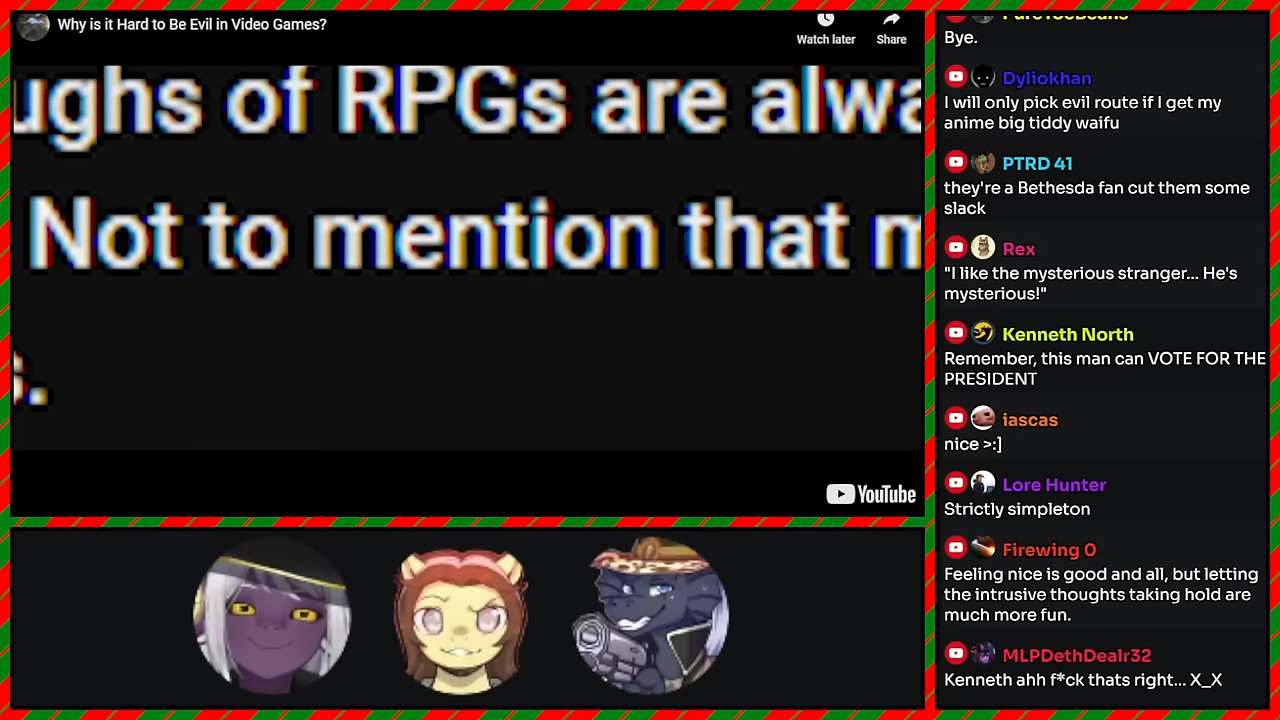 Why is it Hard to Be Evil in Video Games?
Watch later
Share
ughs of RPGs are alwa
Not to mention that m
s.
YouTube
PureToeBeans
Bye.
Dyliokhan
I will only pick evil route if I get my
anime big tiddy waifu
PTRD 41
they're a Bethesda fan cut them some
slack
Rex
"I like the mysterious stranger... He's
mysterious!"
Kenneth North
Remember, this man can VOTE FOR THE
PRESIDENT
iascas
nice >:]
Lore Hunter
Strictly simpleton
Firewing 0
Feeling nice is good and all, but letting
the intrusive thoughts taking hold are
much more fun.
MLPDethDealr32
Kenneth ahh f*ck thats right... X_X